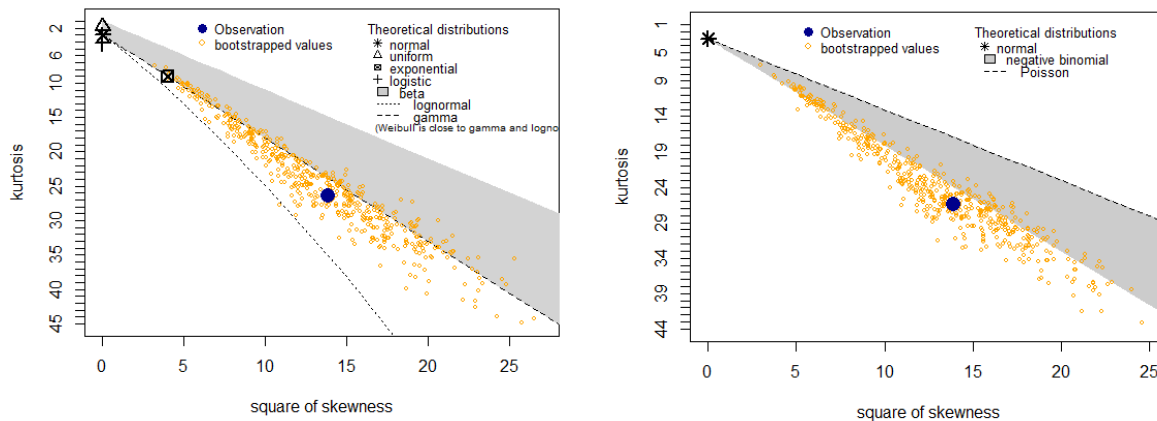 Observation
bootstrapped values
Theoretical distributions
normal
uniform
exponential
logistic
beta
lognormal
gamma
(Weibull is close to gamma and logno
kurtosis
2
6
10
15
20
25
30
35
40
45
0 5 10 15 20 25
square of skewness
Observation
bootstrapped values
Theoretical distributions
normal
negative binomial
Poisson
kurtosis
1
5
9
14
19
24
29
34
39
44
0 5 10 15 20 25
square of skewness